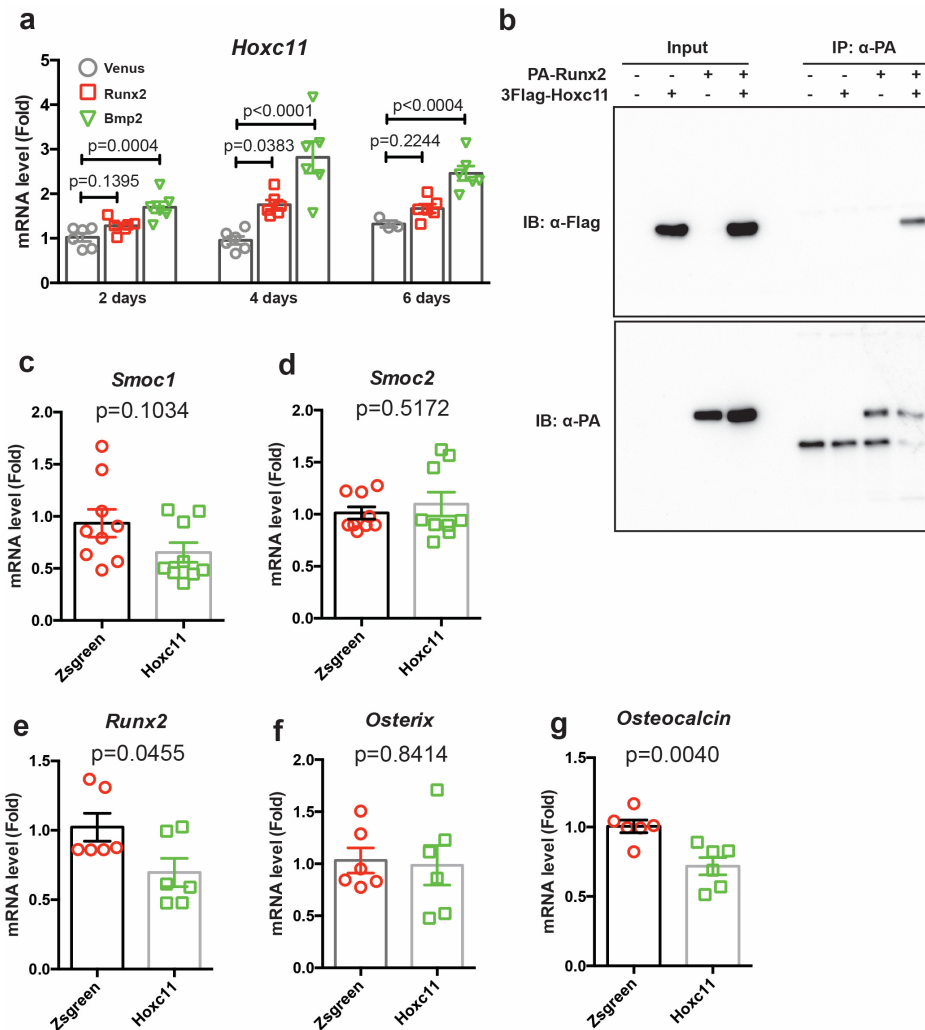 a
Hoxc11
mRNA level (Fold)
5
4
3
2
1
0
Venus
Runx2
Bmp2
p=0.0004
p=0.1395
p<0.0001
p=0.0383
p<0.0004
p=0.2244
2 days
4 days
6 days
b
Input
IP: α-PA
PA-Runx2 - - + + - - + +
3Flag-Hoxc11 - + - + - + - +
IB: α-Flag
IB: α-PA
c
Smoc1
p=0.1034
mRNA level (Fold)
2.0
1.5
1.0
0.5
0.0
Zsgreen
Hoxc11
d
Smoc2
p=0.5172
mRNA level (Fold)
2.0
1.5
1.0
0.5
0.0
Zsgreen
Hoxc11
e
Runx2
p=0.0455
mRNA level (Fold)
1.5
1.0
0.5
0.0
Zsgreen
Hoxc11
f
Osterix
p=0.8414
mRNA level (Fold)
2.0
1.5
1.0
0.5
0.0
Zsgreen
Hoxc11
g
Osteocalcin
p=0.0040
mRNA level (Fold)
1.5
1.0
0.5
0.0
Zsgreen
Hoxc11